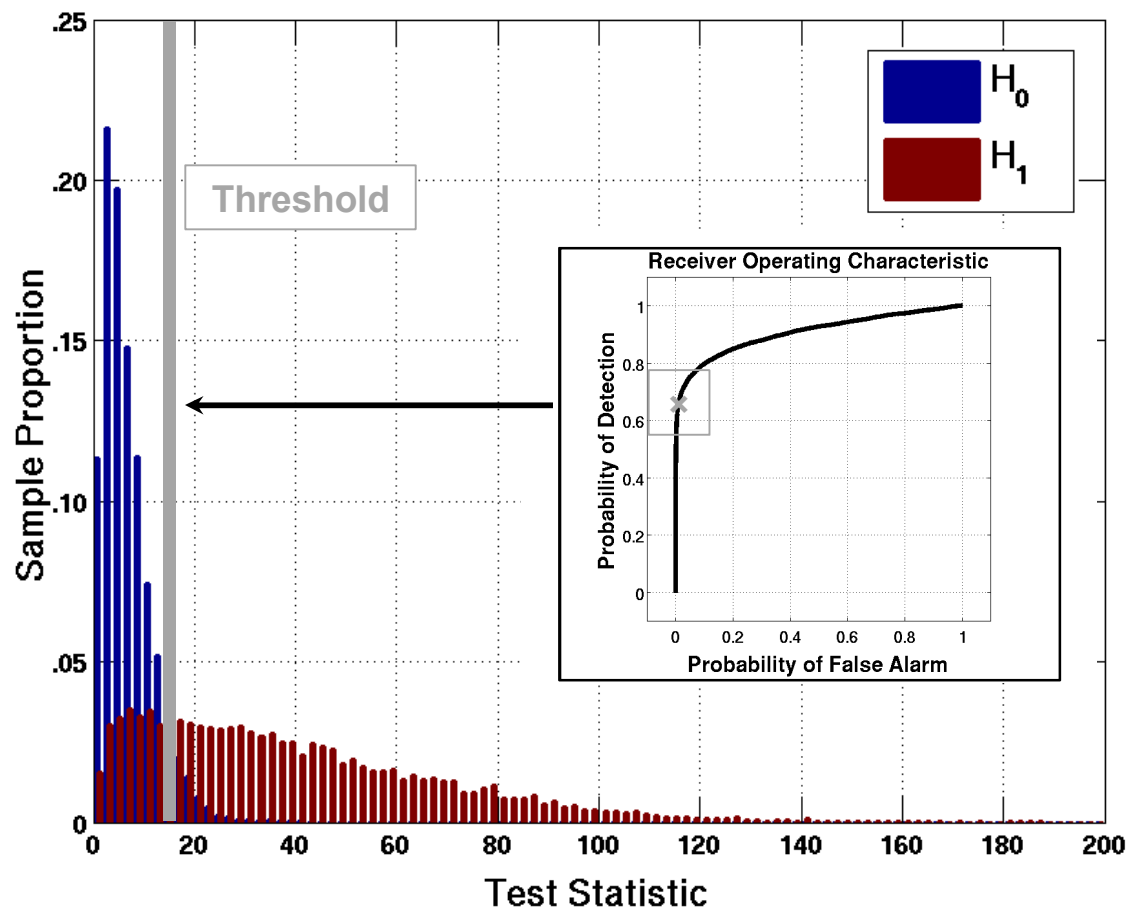 .25
.20
.15
.10
.05
0
Sample Proportion
0 20 40 60 80 100 120 140 160 180 200
Test Statistic
Threshold
H0
H1
Receiver Operating Characteristic
1
0.8
0.6
0.4
0.2
0
Probability of Detection
0 0.2 0.4 0.6 0.8 1
Probability of False Alarm